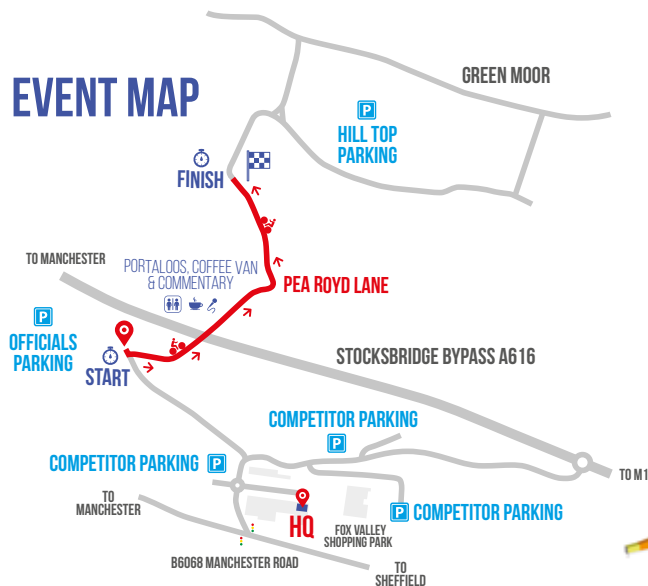 EVENT MAP
GREEN MOOR
P
HILL TOP
PARKING
FINISH
TO MANCHESTER
PORTALOOS, COFFEE VAN
& COMMENTARY
PEA ROYD LANE
P
OFFICIALS
PARKING
START
STOCKSBRIDGE BYPASS A616
COMPETITOR PARKING
P
COMPETITOR PARKING P
TO M1
TO
MANCHESTER
HQ
FOX VALLEY
SHOPPING PARK
P COMPETITOR PARKING
B6068 MANCHESTER ROAD
TO
SHEFFIELD